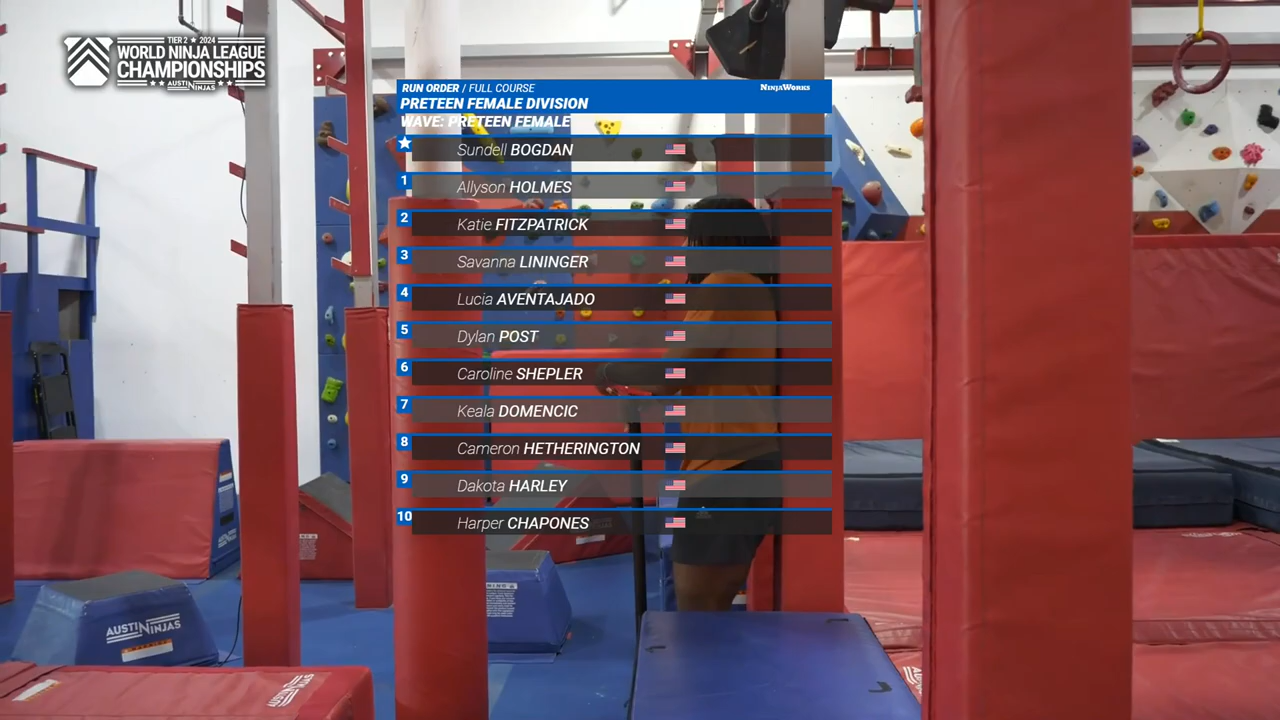 TIER 2 ★ 2024
WORLD NINJA LEAGUE
CHAMPIONSHIPS
AUSTIN NINJAS
RUN ORDER / FULL COURSE
NINJAWORKS
PRETEEN FEMALE DIVISION
WAVE: PRETEEN FEMALE
★ Sundell BOGDAN
1 Allyson HOLMES
2 Katie FITZPATRICK
3 Savanna LININGER
4 Lucia AVENTAJADO
5 Dylan POST
6 Caroline SHEPLER
7 Keala DOMENCIC
8 Cameron HETHERINGTON
9 Dakota HARLEY
10 Harper CHAPONES
AUSTIN NINJAS
AUSTIN NINJAS